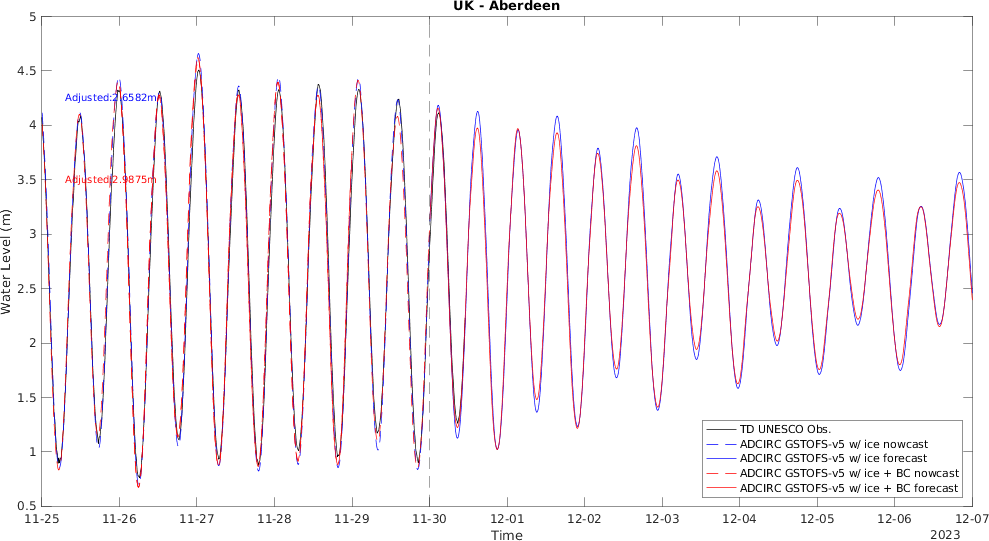 UK - Aberdeen
5
4.5
4
3.5
3
2.5
2
1.5
1
0.5
Water Level (m)
Adjusted:2.6582m
Adjusted:2.9875m
TD UNESCO Obs.
ADCIRC GSTOFS-v5 w/ ice nowcast
ADCIRC GSTOFS-v5 w/ ice forecast
ADCIRC GSTOFS-v5 w/ ice + BC nowcast
ADCIRC GSTOFS-v5 w/ ice + BC forecast
11-25 11-26 11-27 11-28 11-29 11-30 12-01 12-02 12-03 12-04 12-05 12-06 12-07
Time
2023